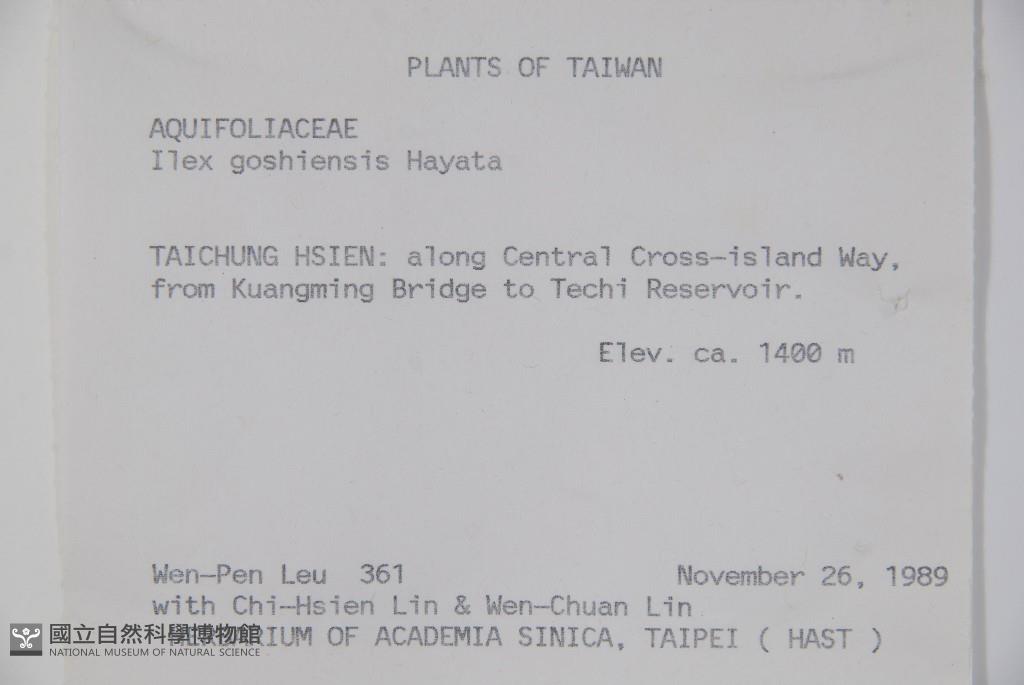 PLANTS OF TAIWAN
AQUIFOLIACEAE
Ilex goshiensis Hayata
TAICHUNG HSIEN: along Central Cross-island Way,
from Kuangming Bridge to Techi Reservoir.
Elev. ca. 1400 m
Wen-Pen Leu 361 November 26, 1989
with Chi-Hsien Lin & Wen-Chuan Lin
HERBARIUM OF ACADEMIA SINICA, TAIPEI ( HAST )
國立自然科學博物館
NATIONAL MUSEUM OF NATURAL SCIENCE